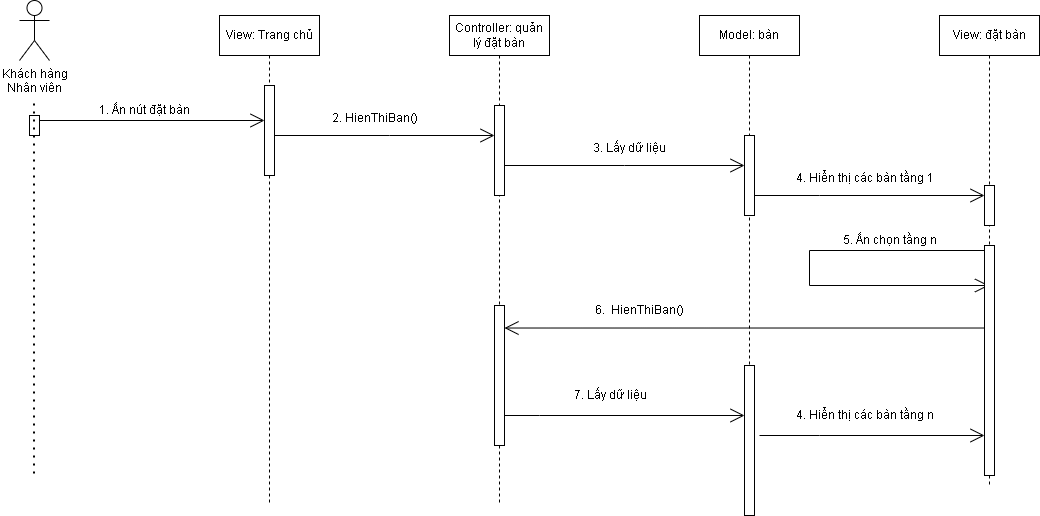 Khách hàng
Nhân viên
View: Trang chủ
Controller: quản
lý đặt bàn
Model: bàn
View: đặt bàn
1. Ấn nút đặt bàn
2. HienThiBan()
3. Lấy dữ liệu
4. Hiển thị các bàn tầng 1
5. Ấn chọn tầng n
6. HienThiBan()
7. Lấy dữ liệu
4. Hiển thị các bàn tầng n